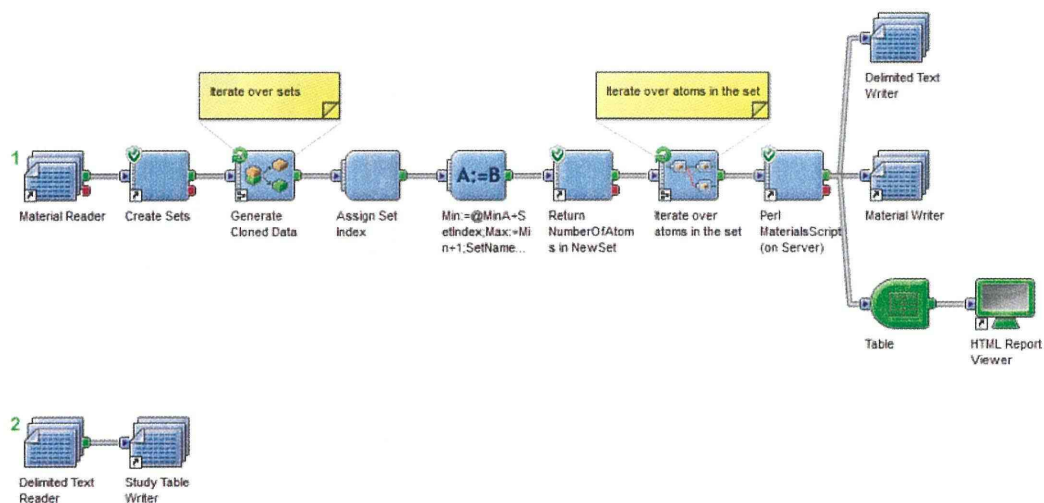 Iterate over sets
Iterate over atoms in the set
Delimited Text
Writer
1
Material Reader
Create Sets
Generate
Cloned Data
Assign Set
Index
A:=B
Min:=@MinA+S
etIndex;Max:=Mi
n+1;SetName...
Return
NumberOfAtom
s in NewSet
Iterate over
atoms in the set
Perl
MaterialsScript
(on Server)
Material Writer
Table
HTML Report
Viewer
2
Delimited Text
Reader
Study Table
Writer